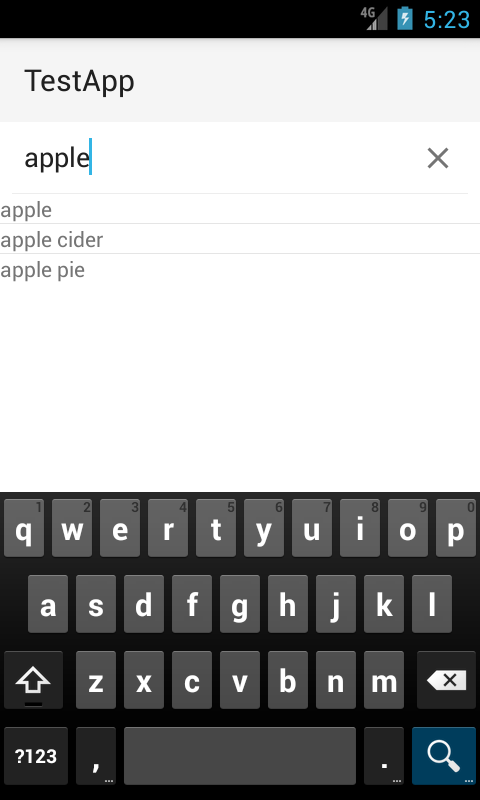 4G 5:23
TestApp
apple
apple
apple cider
apple pie
1 2 3 4 5 6 7 8 9 0
q w e r t y u i o p
a s d f g h j k l
z x c v b n m
?123 , ... . ... ...